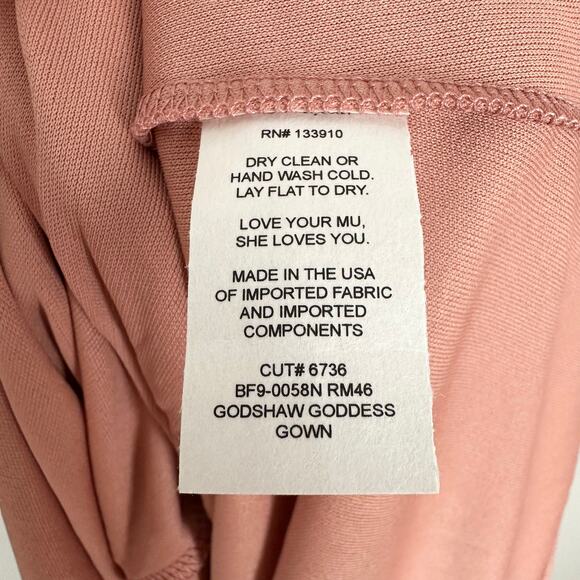 RN# 133910
DRY CLEAN OR
HAND WASH COLD.
LAY FLAT TO DRY.
LOVE YOUR MU,
SHE LOVES YOU.
MADE IN THE USA
OF IMPORTED FABRIC
AND IMPORTED
COMPONENTS
CUT# 6736
BF9-0058N RM46
GODSHAW GODDESS
GOWN